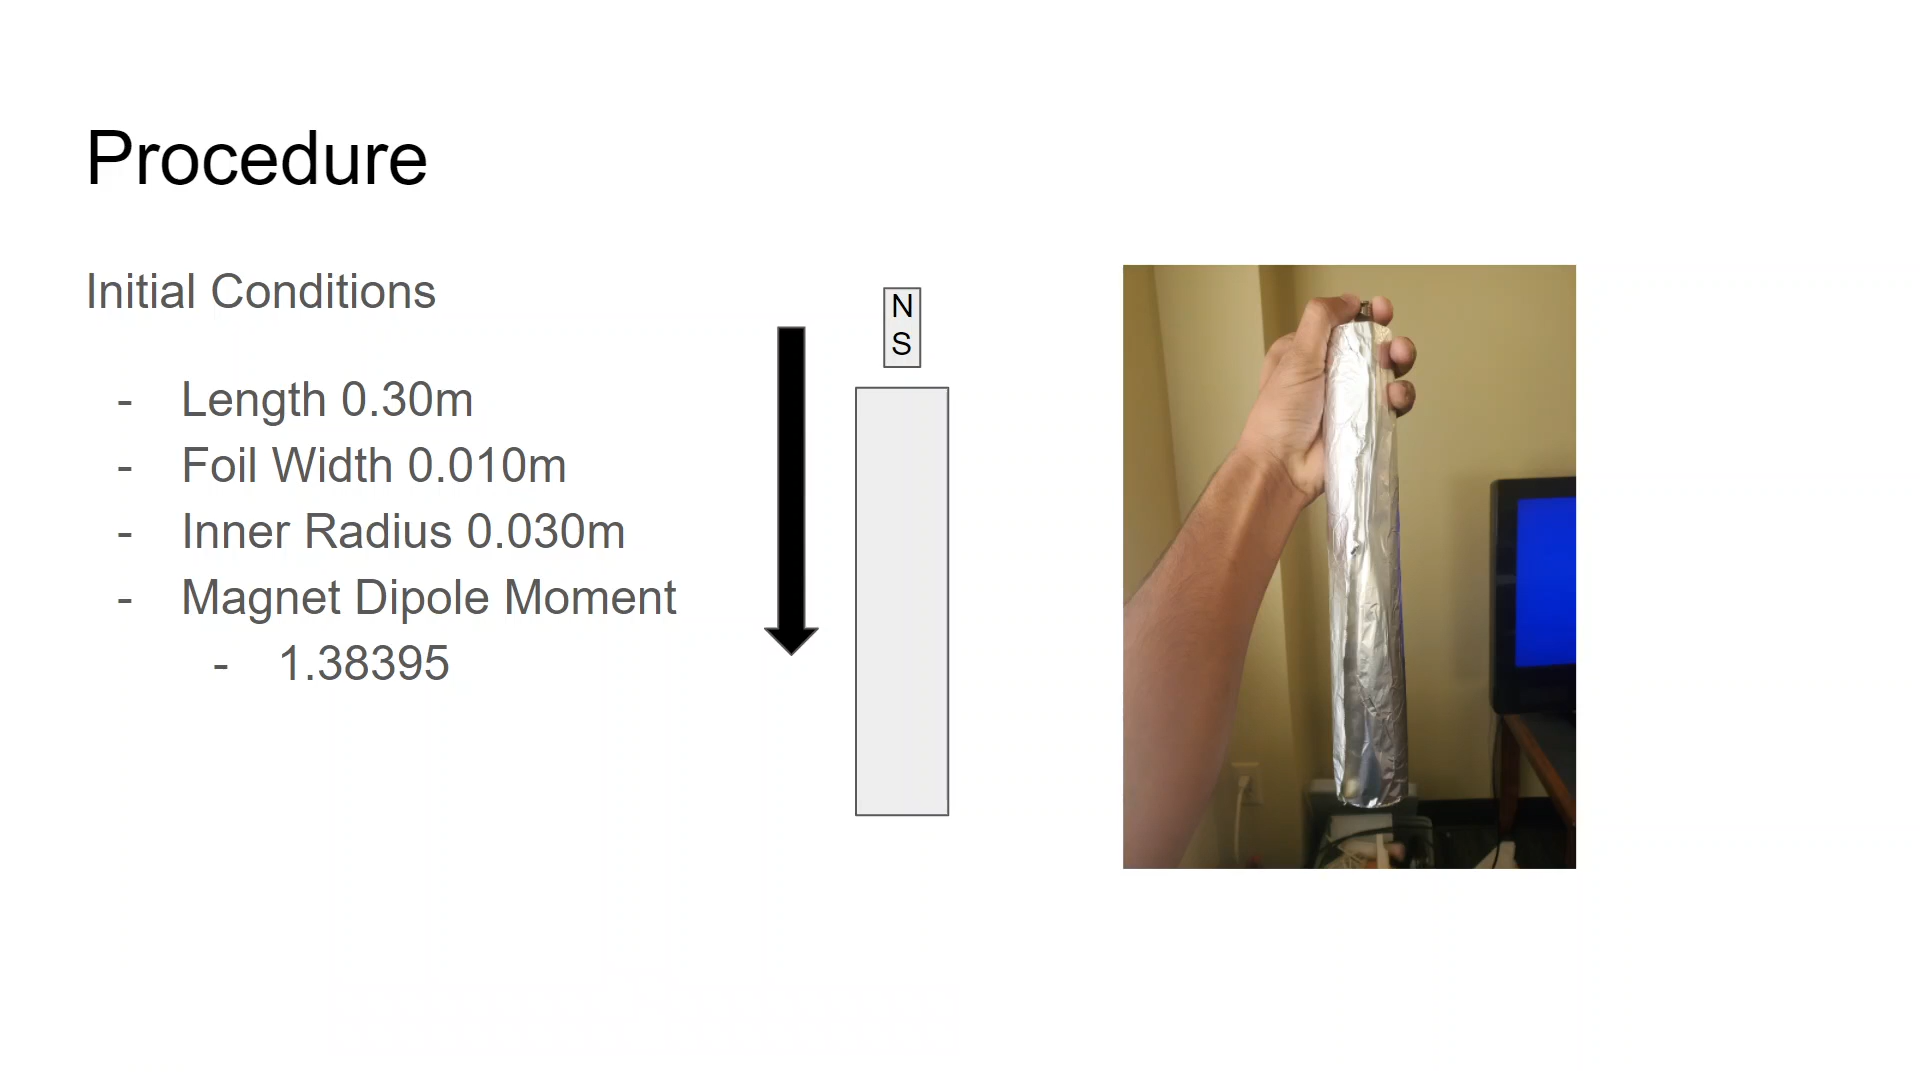 Procedure
Initial Conditions
- Length 0.30m
- Foil Width 0.010m
- Inner Radius 0.030m
- Magnet Dipole Moment
- 1.38395
N
S